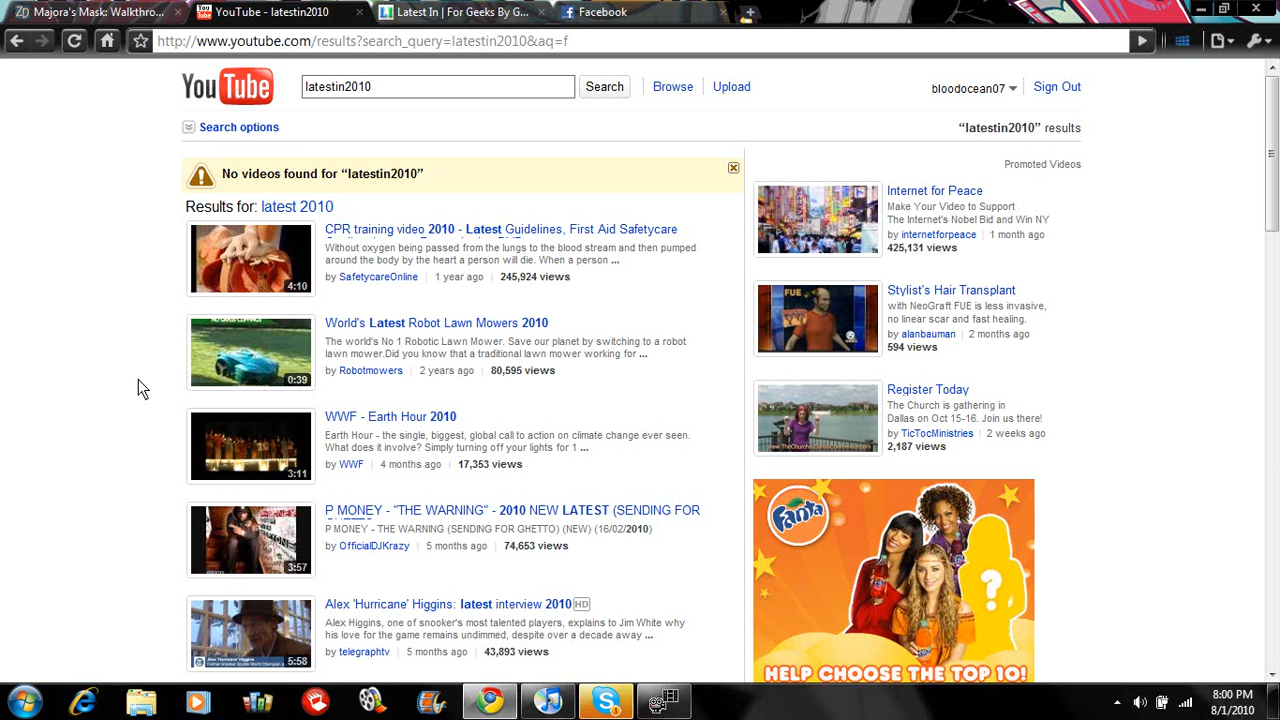 Majora's Mask: Walkthro...
YouTube - latestin2010
Latest In | For Geeks By G...
Facebook
http://www.youtube.com/results?search_query=latestin2010&aq=f
YouTube
latestin2010
Search
Browse
Upload
bloodocean07
Sign Out
Search options
“latestin2010” results
No videos found for “latestin2010”
Promoted Videos
Results for: latest 2010
CPR training video 2010 - Latest Guidelines, First Aid Safetycare
Without oxygen being passed from the lungs to the blood stream and then pumped
around the body by the heart a person will die. When a person ...
by SafetycareOnline
1 year ago
245,924 views
4:10
World's Latest Robot Lawn Mowers 2010
The world's No 1 Robotic Lawn Mower. Save our planet by switching to a robot
lawn mower.Did you know that a traditional lawn mower working for ...
by Robotmowers
2 years ago
80,595 views
0:39
WWF - Earth Hour 2010
Earth Hour - the single, biggest, global call to action on climate change ever seen.
What does it involve? Simply turning off your lights for 1 ...
by WWF
4 months ago
17,353 views
3:11
P MONEY - "THE WARNING" - 2010 NEW LATEST (SENDING FOR
P MONEY - THE WARNING (SENDING FOR GHETTO) (NEW) (16/02/2010)
by OfficialDJKrazy
5 months ago
74,653 views
3:57
Alex 'Hurricane' Higgins: latest interview 2010 HD
Alex Higgins, one of snooker's most talented players, explains to Jim White why
his love for the game remains undimmed, despite over a decade away ...
by telegraphtv
5 months ago
43,893 views
5:58
Internet for Peace
Make Your Video to Support
The Internet's Nobel Bid and Win NY
by internetforpeace
1 month ago
425,131 views
FUE
Stylist's Hair Transplant
with NeoGraft FUE is less invasive,
no linear scar and fast healing.
by alanbauman
2 months ago
594 views
Register Today
The Church is gathering in
Dallas on Oct 15-16. Join us there!
by TicTocMinistries
2 weeks ago
2,187 views
Fanta
?
HELP CHOOSE THE TOP 10!
8:00 PM
8/1/2010